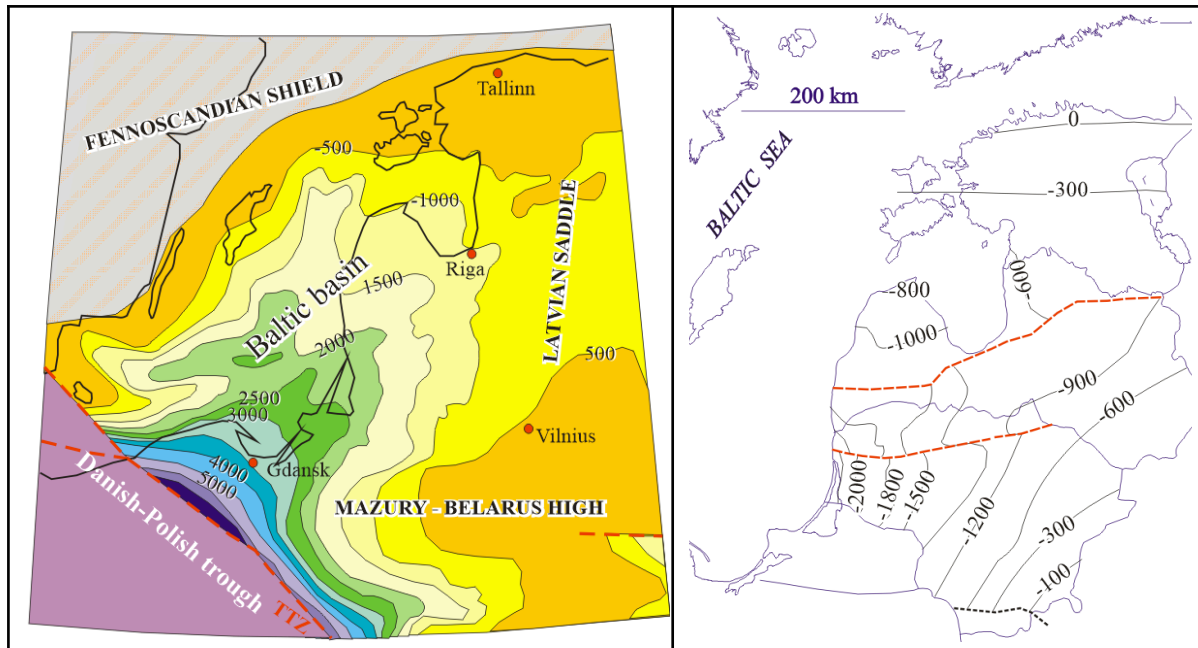 FENNOSCANDIAN SHIELD
Tallinn
-500
-1000
LATVIAN SADDLE
Riga
Baltic basin
1500
2000
500
2500
3000
Vilnius
4000
Gdansk
5000
MAZURY - BELARUS HIGH
Danish-Polish trough
TTZ
200 km
BALTIC SEA
0
-300
-600
-800
-1000
-900
-600
-2000
-1800
-1500
-1200
-300
-100